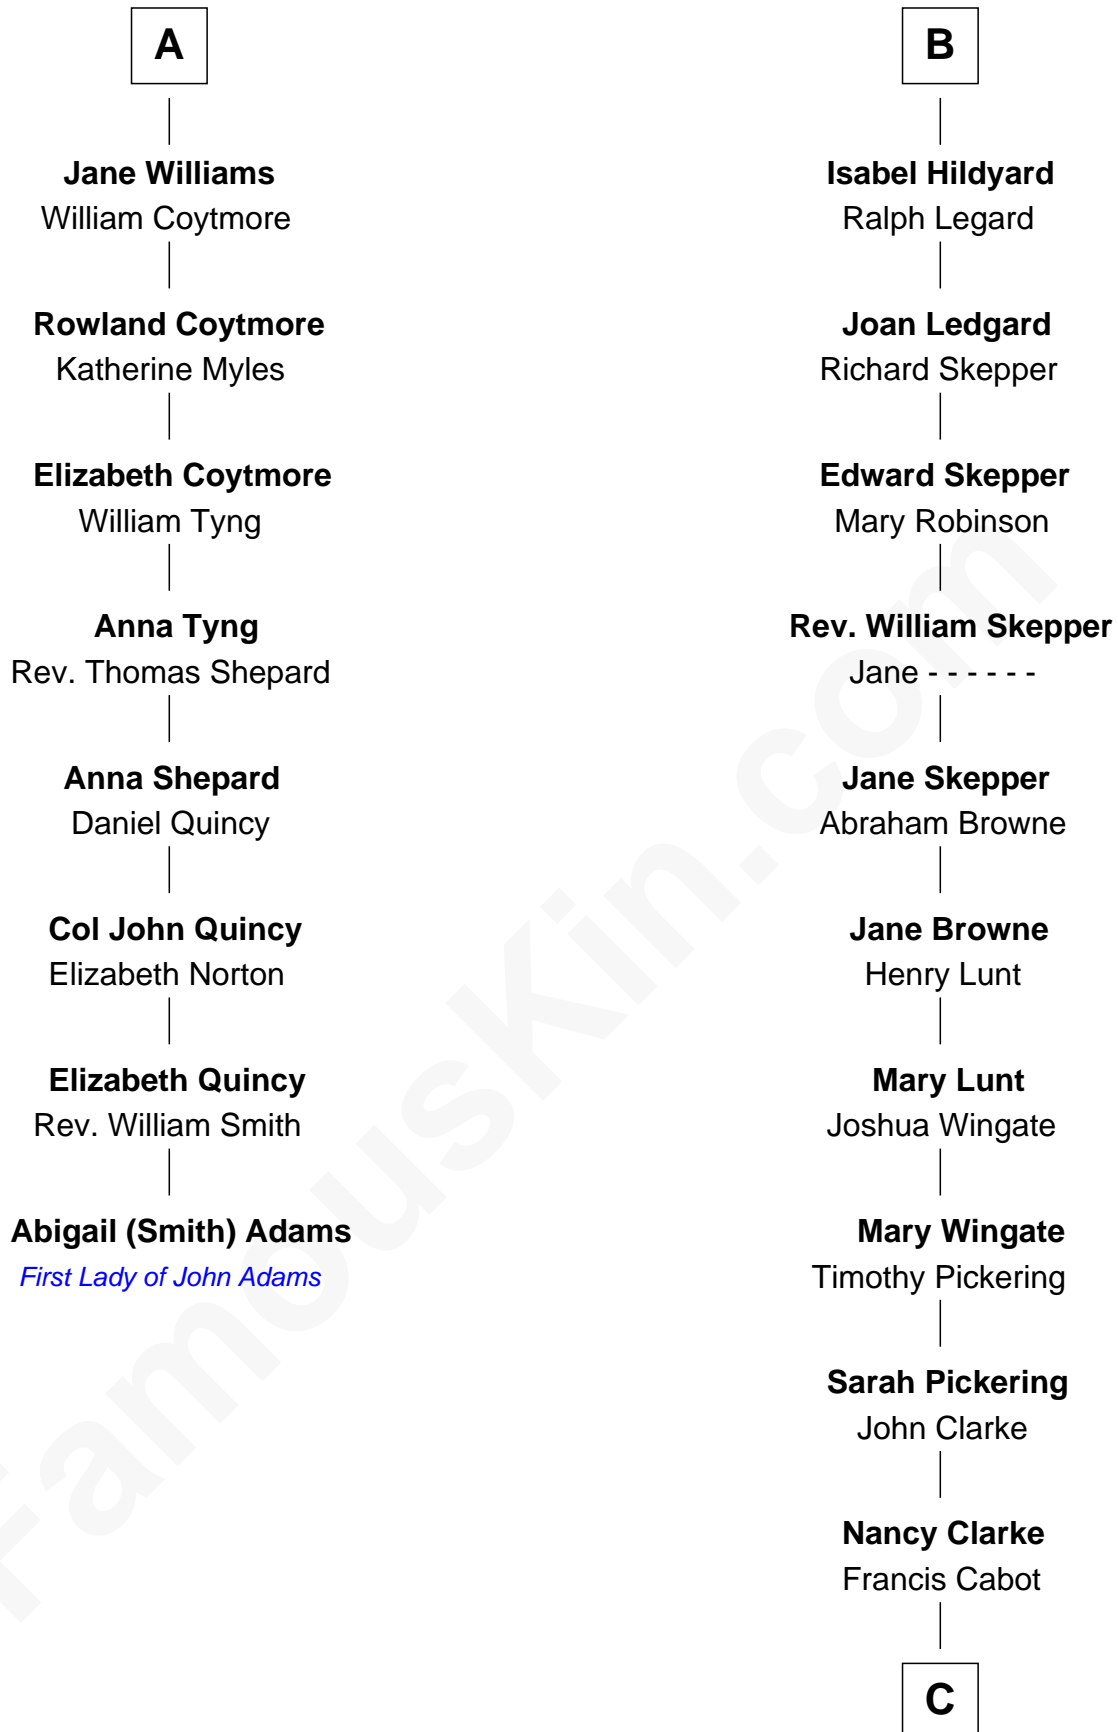 A
Jane Williams
William Coytmore
Rowland Coytmore
Katherine Myles
Elizabeth Coytmore
William Tyng
Anna Tyng
Rev. Thomas Shepard
Anna Shepard
Daniel Quincy
Col John Quincy
Elizabeth Norton
Elizabeth Quincy
Rev. William Smith
Abigail (Smith) Adams
First Lady of John Adams
B
Isabel Hildyard
Ralph Legard
Joan Ledgard
Richard Skepper
Edward Skepper
Mary Robinson
Rev. William Skepper
Jane - - - - - -
Jane Skepper
Abraham Browne
Jane Browne
Henry Lunt
Mary Lunt
Joshua Wingate
Mary Wingate
Timothy Pickering
Sarah Pickering
John Clarke
Nancy Clarke
Francis Cabot
C
FamousKin.com